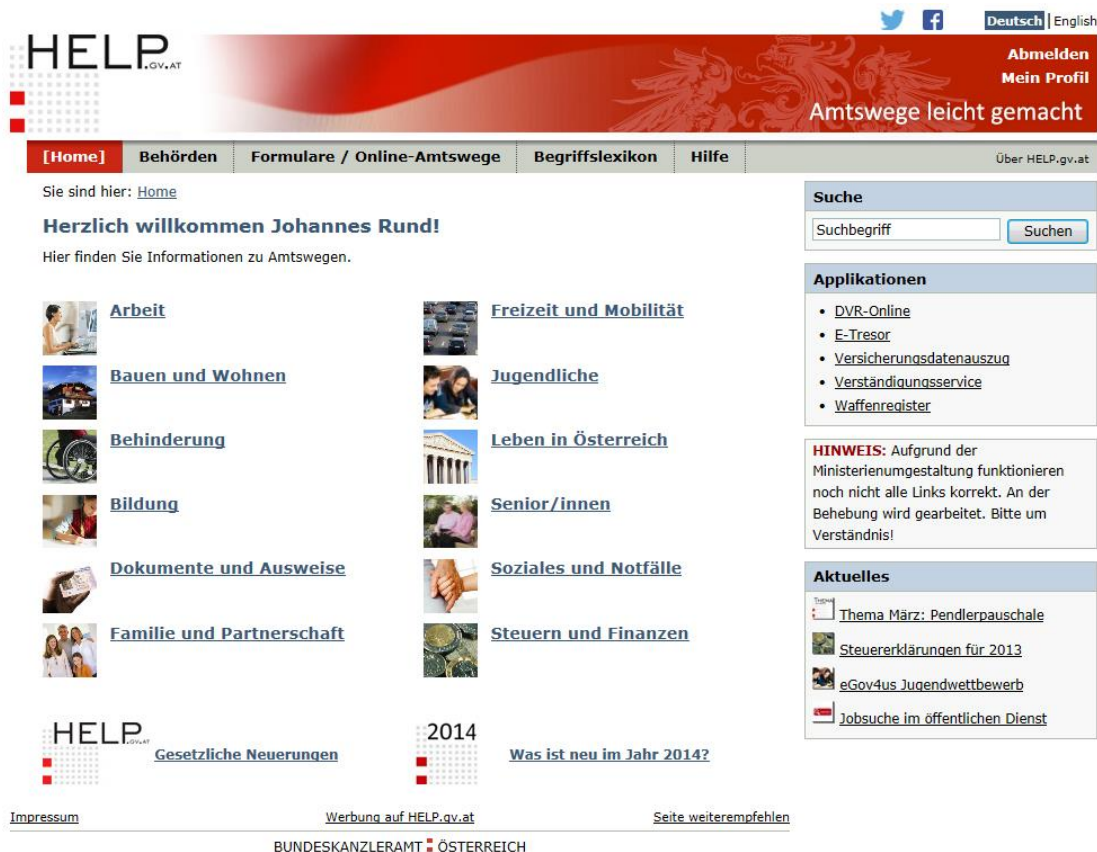 Deutsch | English
HELP.GV.AT
Abmelden
Mein Profil
Amtswege leicht gemacht
[Home] Behörden Formulare / Online-Amtswege Begriffslexikon Hilfe Über HELP.gv.at
Sie sind hier: Home
Herzlich willkommen Johannes Rund!
Hier finden Sie Informationen zu Amtswegen.
Arbeit
Bauen und Wohnen
Behinderung
Bildung
Dokumente und Ausweise
Familie und Partnerschaft
Freizeit und Mobilität
Jugendliche
Leben in Österreich
Senior/innen
Soziales und Notfälle
Steuern und Finanzen
HELP.GV.AT
Gesetzliche Neuerungen
2014
Was ist neu im Jahr 2014?
Suche
Suchbegriff Suchen
Applikationen
• DVR-Online
• E-Tresor
• Versicherungsdatenauszug
• Verständigungsservice
• Waffenregister
HINWEIS: Aufgrund der
Ministerienumgestaltung funktionieren
noch nicht alle Links korrekt. An der
Behebung wird gearbeitet. Bitte um
Verständnis!
Aktuelles
Thema März: Pendlerpauschale
Steuererklärungen für 2013
eGov4us Jugendwettbewerb
Jobsuche im öffentlichen Dienst
Impressum Werbung auf HELP.gv.at Seite weiterempfehlen
BUNDESKANZLERAMT ÖSTERREICH